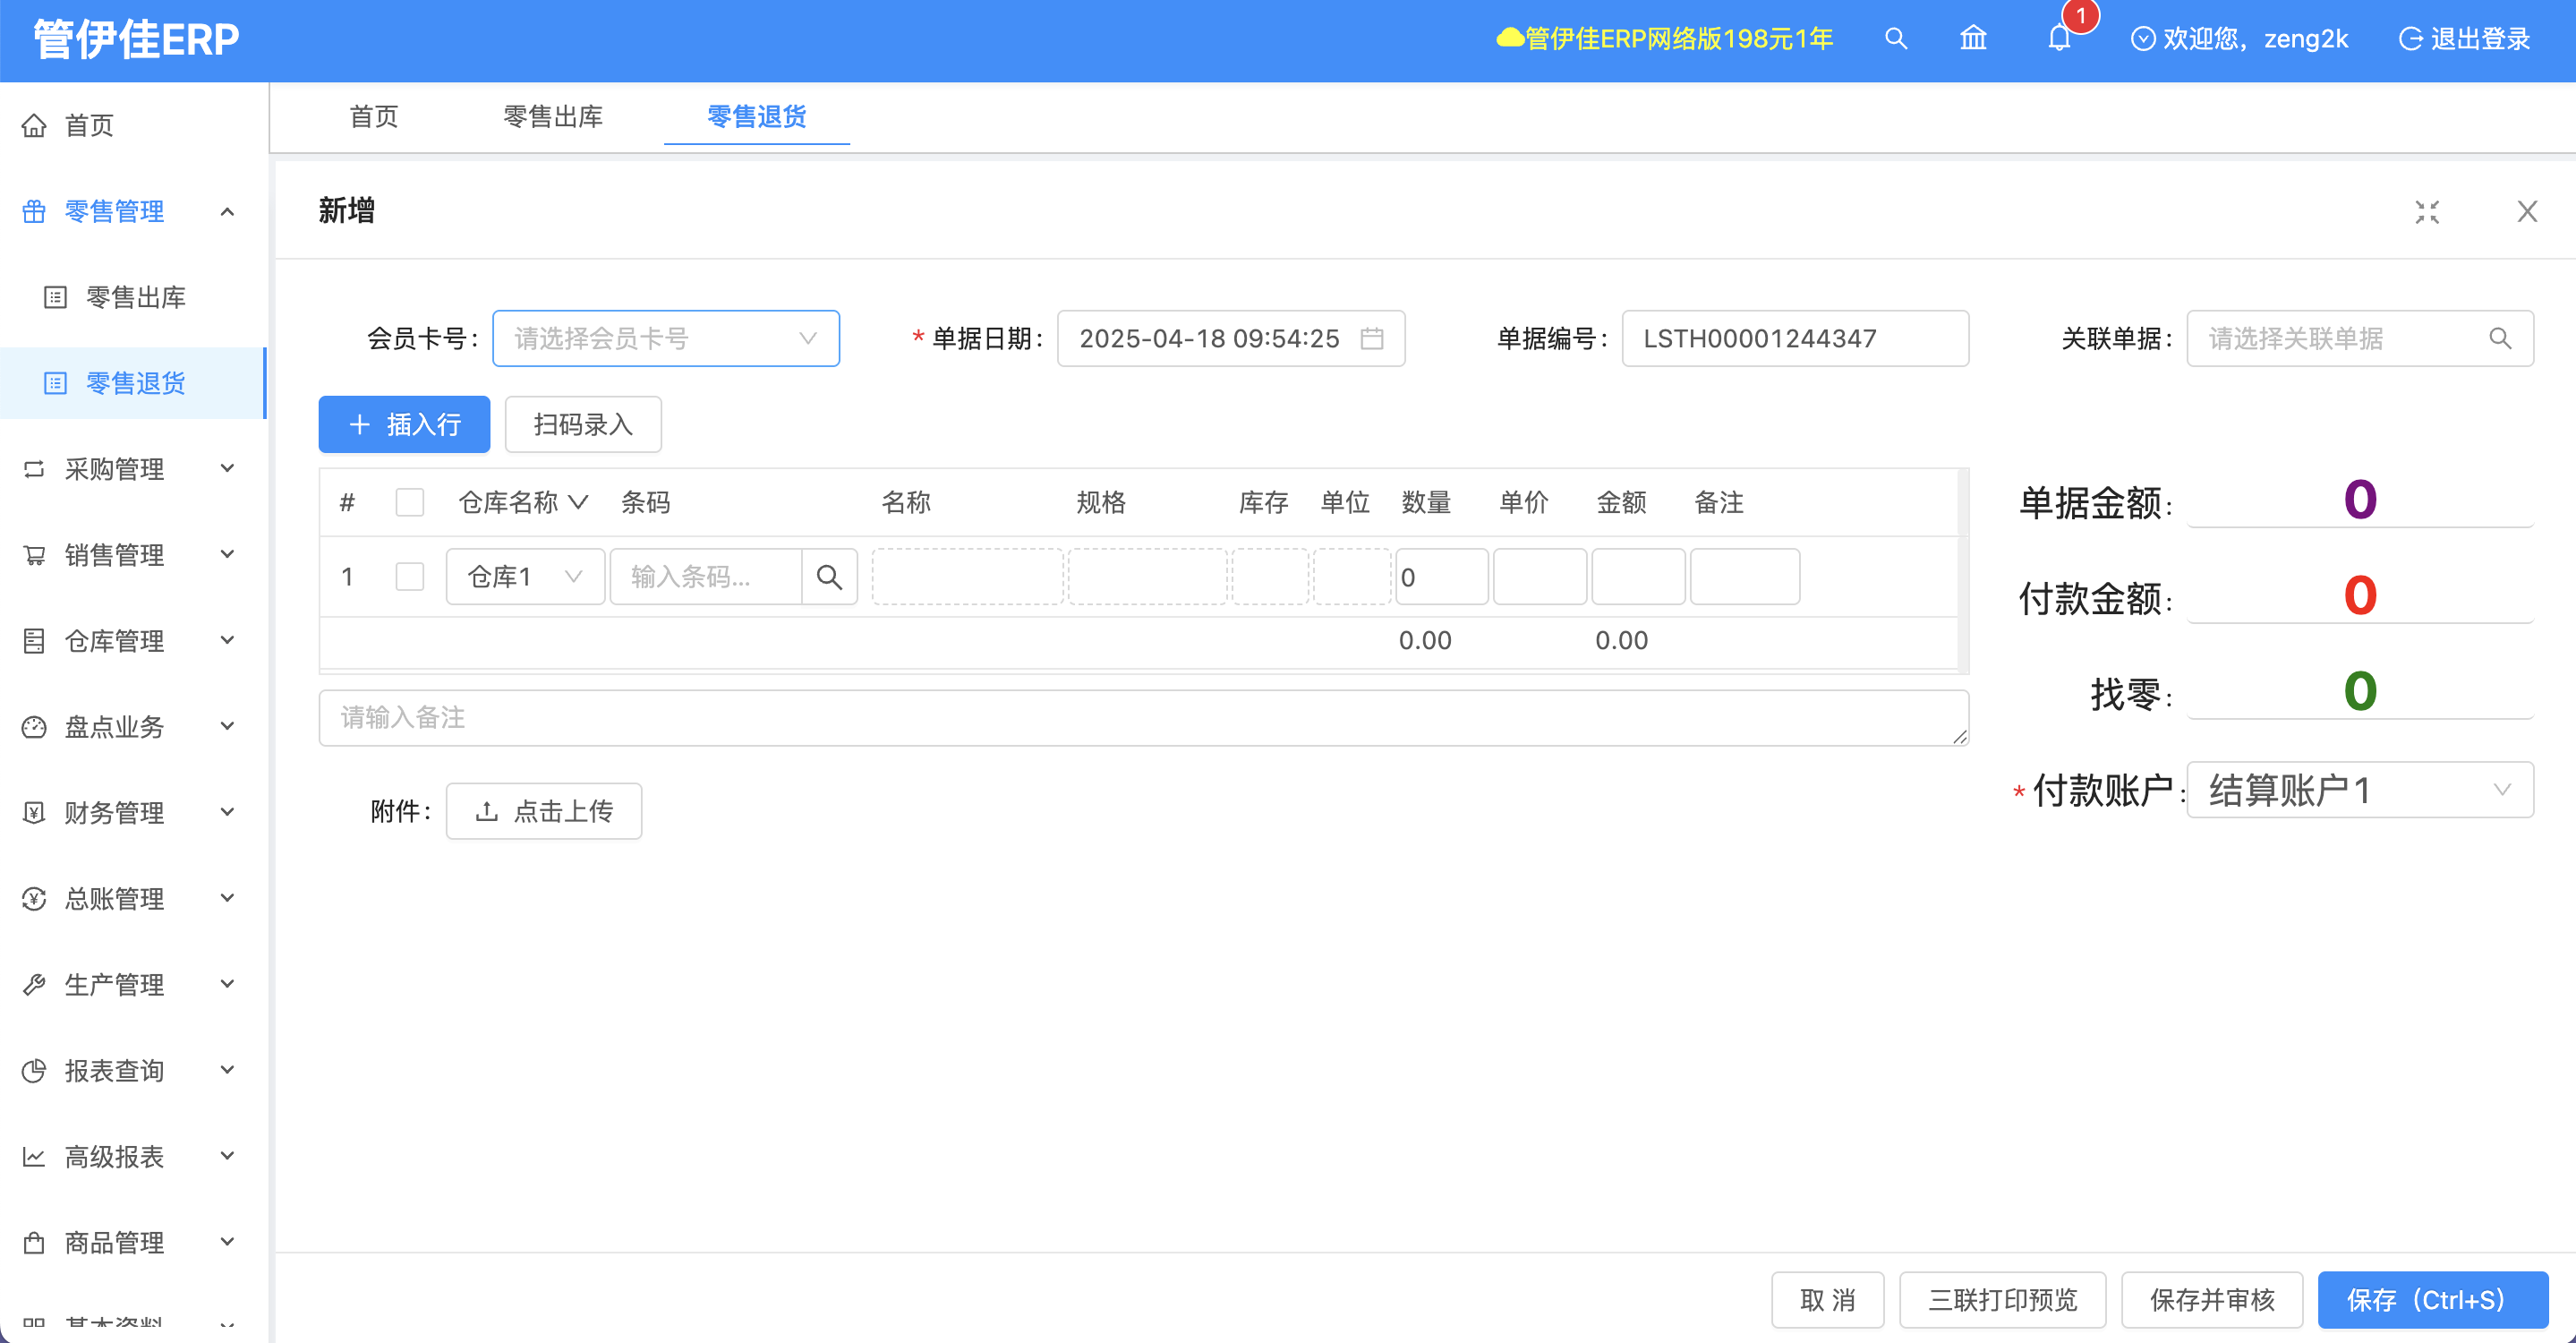 管伊佳ERP
管伊佳ERP网络版198元1年
1
欢迎您，zeng2k
退出登录
首页
零售管理
零售出库
零售退货
采购管理
销售管理
仓库管理
盘点业务
财务管理
总账管理
生产管理
报表查询
高级报表
商品管理
基本资料
首页 零售出库 零售退货
新增
会员卡号： 请选择会员卡号
* 单据日期： 2025-04-18 09:54:25
单据编号： LSTH00001244347
关联单据： 请选择关联单据
插入行 扫码录入
# 仓库名称 条码 名称 规格 库存 单位 数量 单价 金额 备注
1 仓库1 输入条码... 0
0.00 0.00
请输入备注
附件： 点击上传
单据金额： 0
付款金额： 0
找零： 0
* 付款账户： 结算账户1
取 消 三联打印预览 保存并审核 保存（Ctrl+S）